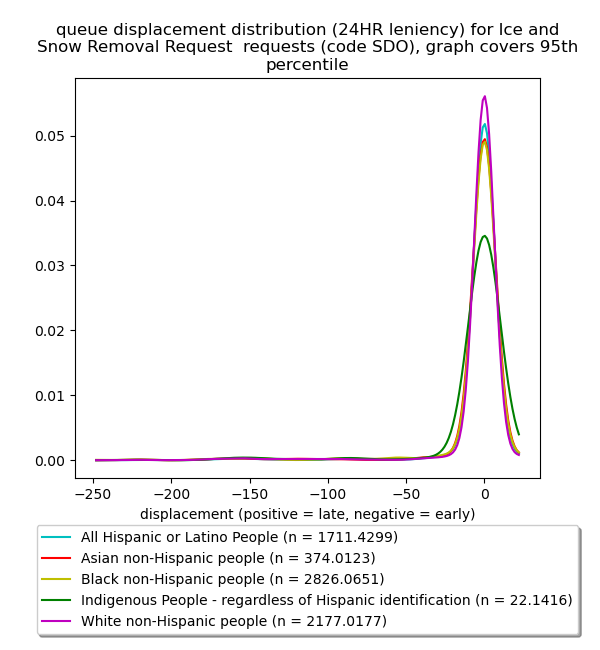 queue displacement distribution (24HR leniency) for Ice and
Snow Removal Request  requests (code SDO), graph covers 95th
percentile
0.05
0.04
0.03
0.02
0.01
0.00
−250 −200 −150 −100 −50 0
displacement (positive = late, negative = early)
All Hispanic or Latino People (n = 1711.4299)
Asian non-Hispanic people (n = 374.0123)
Black non-Hispanic people (n = 2826.0651)
Indigenous People - regardless of Hispanic identification (n = 22.1416)
White non-Hispanic people (n = 2177.0177)